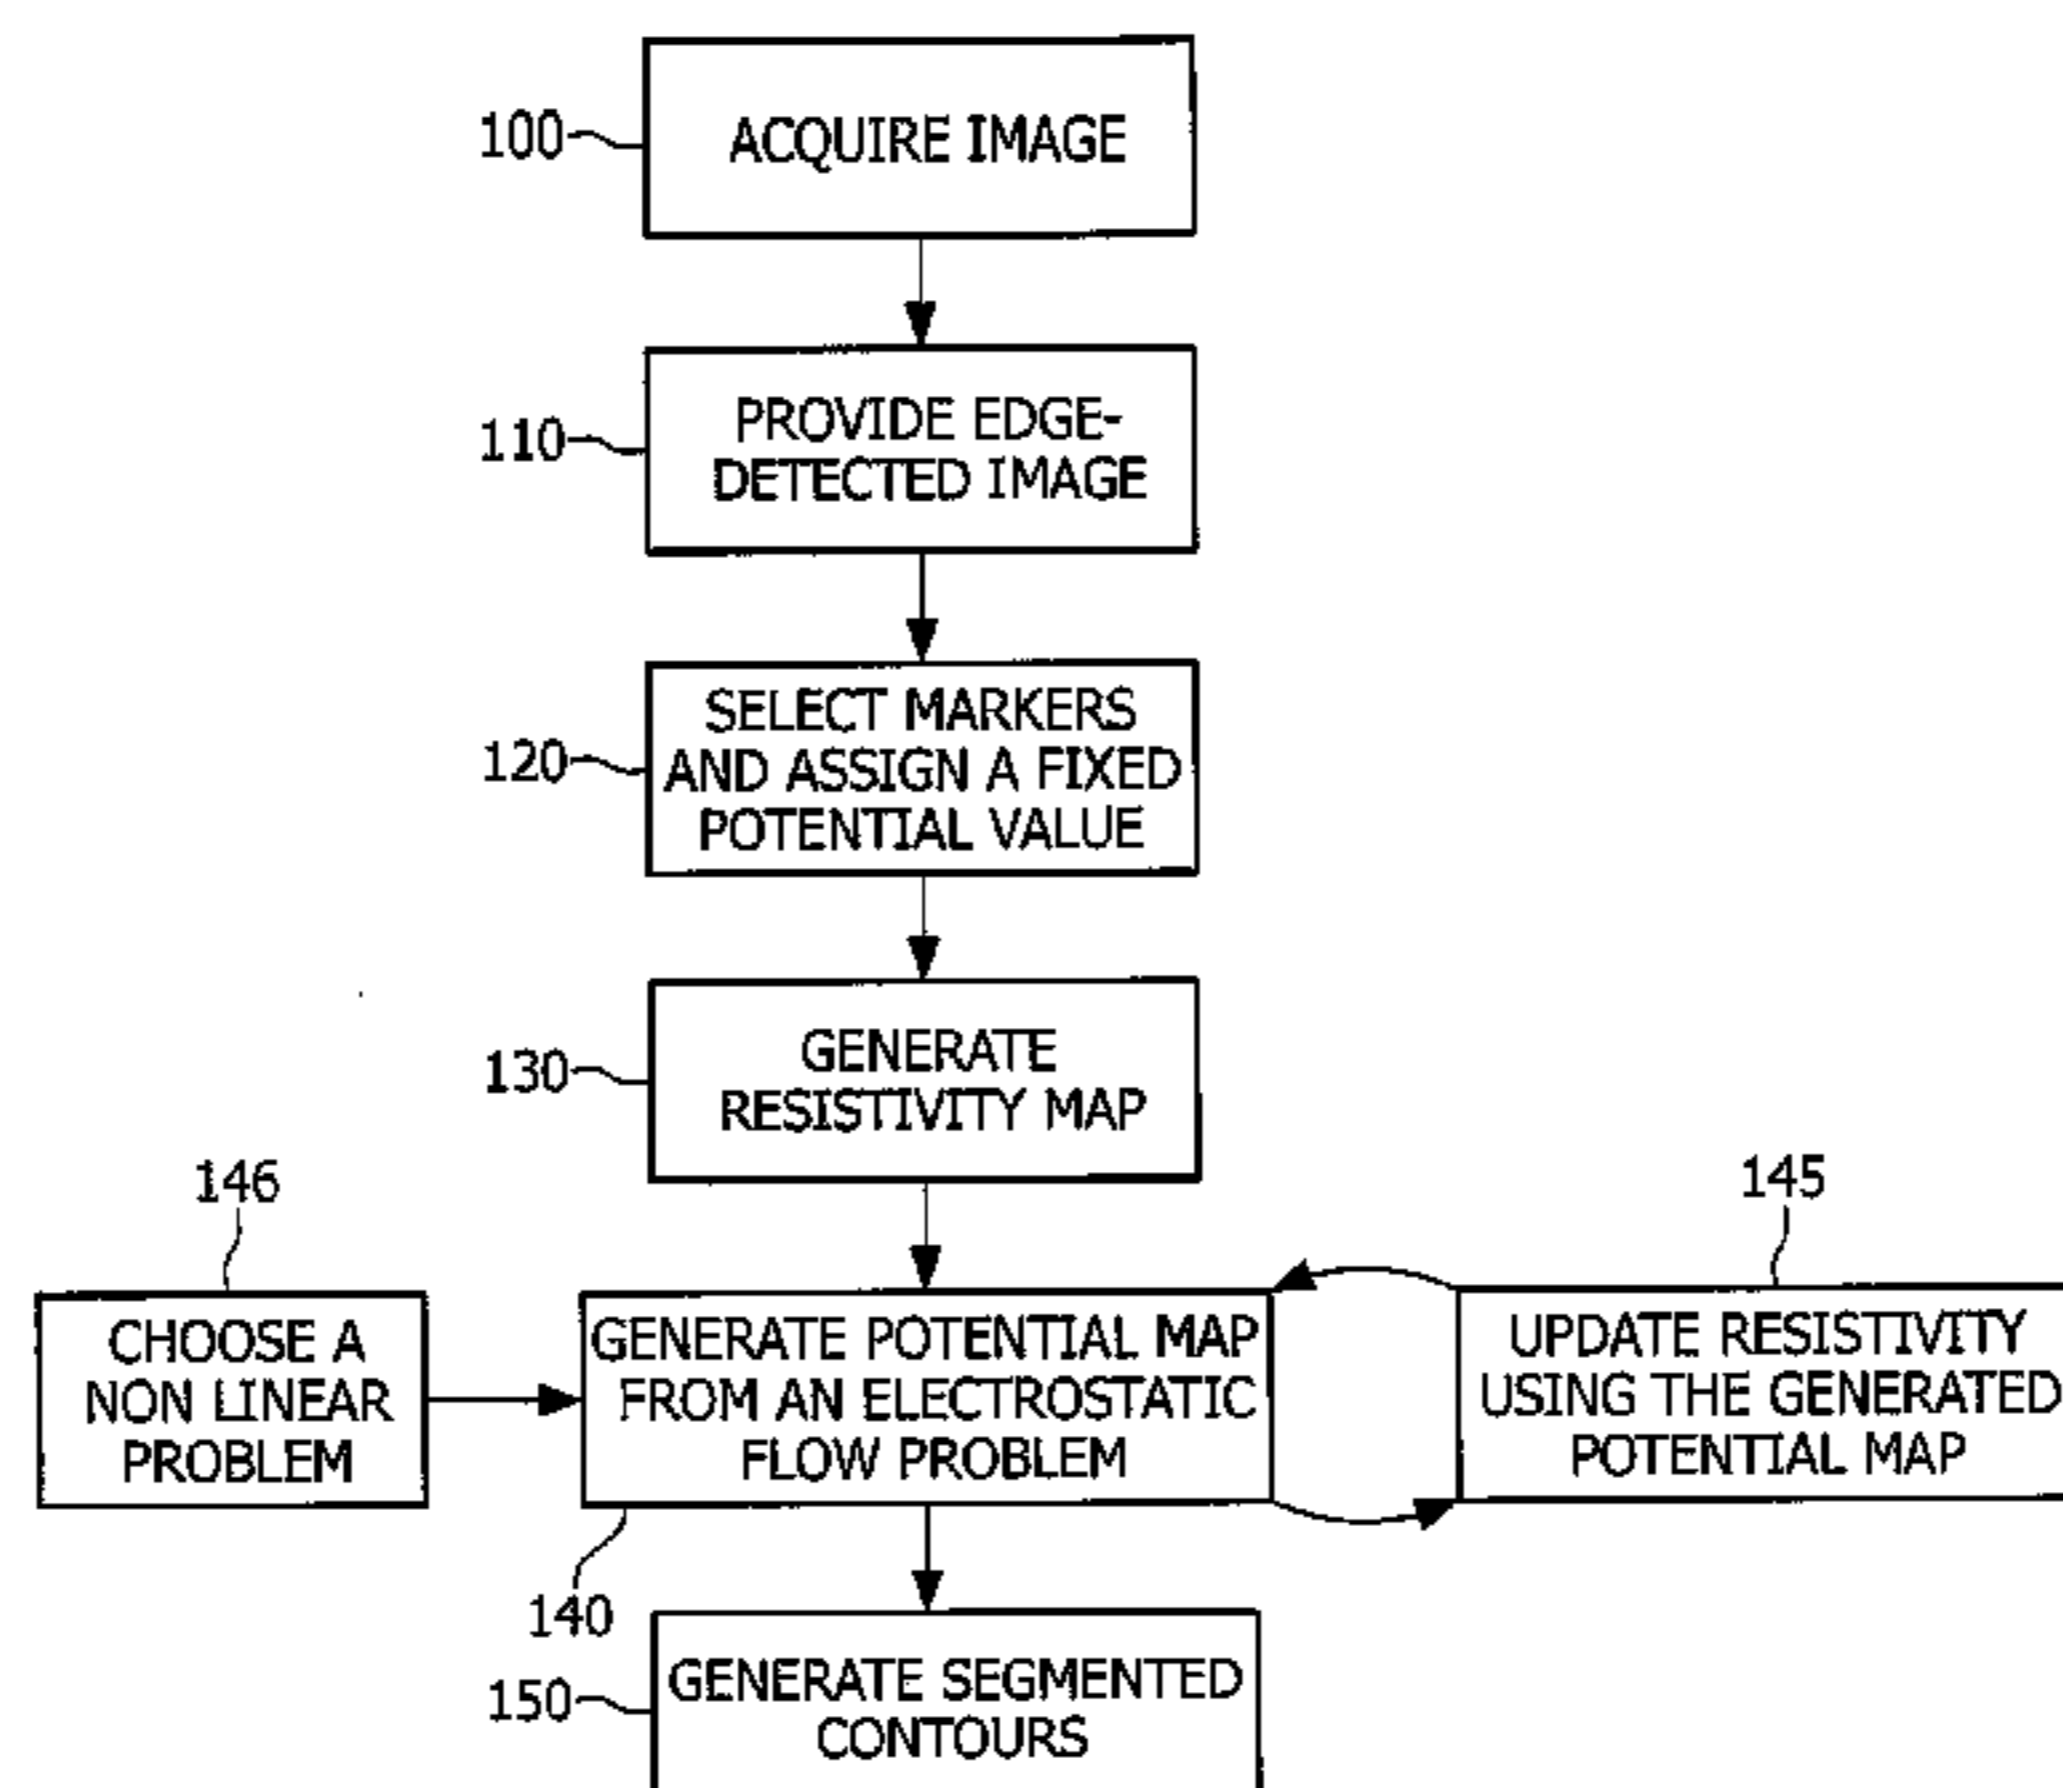 100
ACQUIRE IMAGE
110
PROVIDE EDGE-
DETECTED IMAGE
120
SELECT MARKERS
AND ASSIGN A FIXED
POTENTIAL VALUE
130
GENERATE
RESISTIVITY MAP
146
CHOOSE A
NON LINEAR
PROBLEM
GENERATE POTENTIAL MAP
FROM AN ELECTROSTATIC
FLOW PROBLEM
140
145
UPDATE RESISTIVITY
USING THE GENERATED
POTENTIAL MAP
150
GENERATE SEGMENTED
CONTOURS